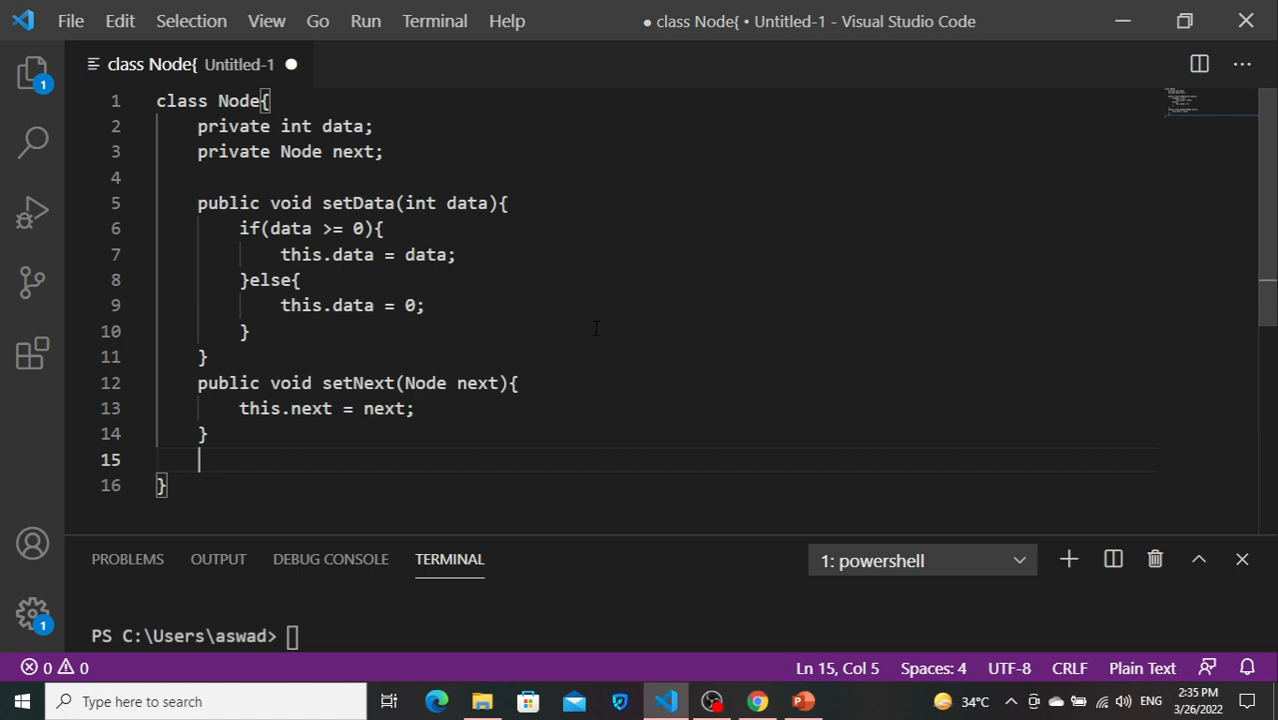 File Edit Selection View Go Run Terminal Help ● class Node{ • Untitled-1 - Visual Studio Code
class Node{ Untitled-1
1 class Node{
2     private int data;
3     private Node next;
4
5     public void setData(int data){
6         if(data >= 0){
7             this.data = data;
8         }else{
9             this.data = 0;
10         }
11     }
12     public void setNext(Node next){
13         this.next = next;
14     }
15
16 }
1
1
PROBLEMS OUTPUT DEBUG CONSOLE TERMINAL 1: powershell
PS C:\Users\aswad>
0 0 Ln 15, Col 5 Spaces: 4 UTF-8 CRLF Plain Text
Type here to search 34°C ENG 2:35 PM
3/26/2022